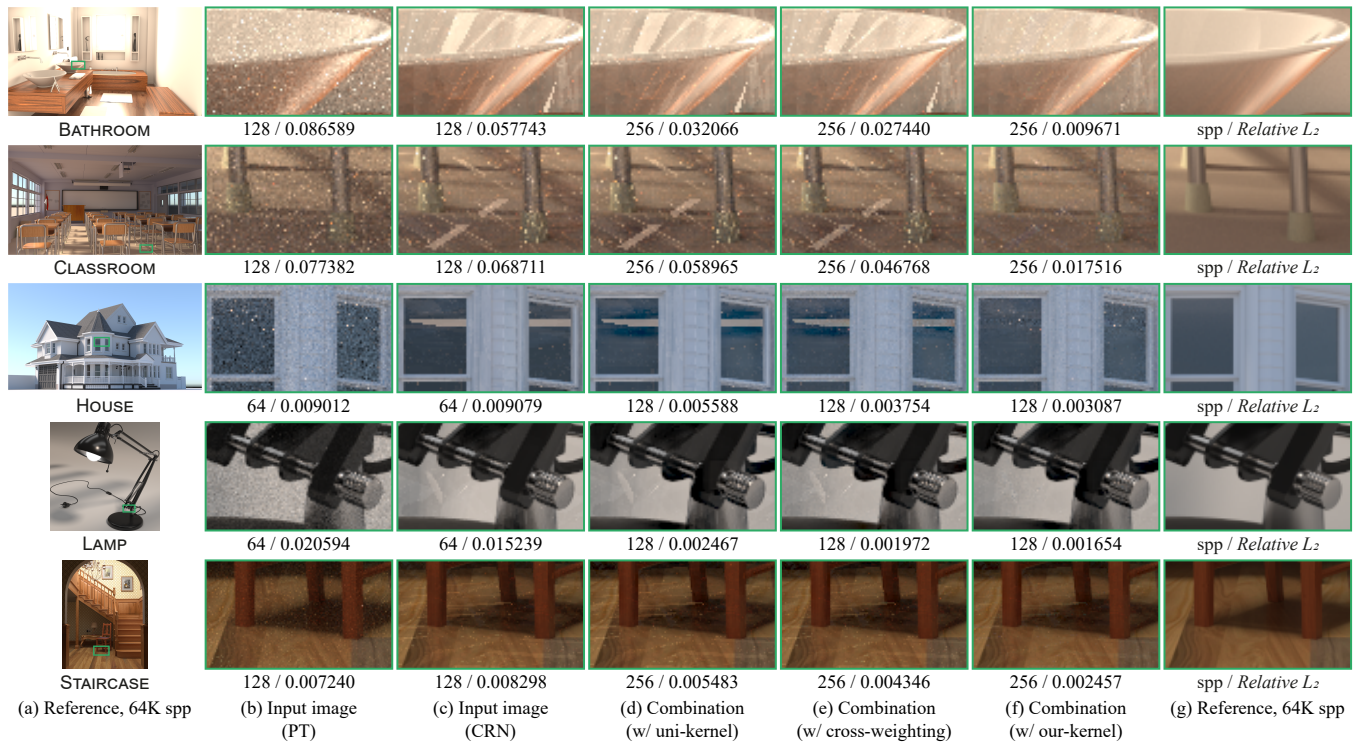 BATHROOM
128 / 0.086589
128 / 0.057743
256 / 0.032066
256 / 0.027440
256 / 0.009671
spp / Relative L₂
CLASSROOM
128 / 0.077382
128 / 0.068711
256 / 0.058965
256 / 0.046768
256 / 0.017516
spp / Relative L₂
HOUSE
64 / 0.009012
64 / 0.009079
128 / 0.005588
128 / 0.003754
128 / 0.003087
spp / Relative L₂
LAMP
64 / 0.020594
64 / 0.015239
128 / 0.002467
128 / 0.001972
128 / 0.001654
spp / Relative L₂
STAIRCASE
128 / 0.007240
128 / 0.008298
256 / 0.005483
256 / 0.004346
256 / 0.002457
spp / Relative L₂
(a) Reference, 64K spp
(b) Input image
(PT)
(c) Input image
(CRN)
(d) Combination
(w/ uni-kernel)
(e) Combination
(w/ cross-weighting)
(f) Combination
(w/ our-kernel)
(g) Reference, 64K spp